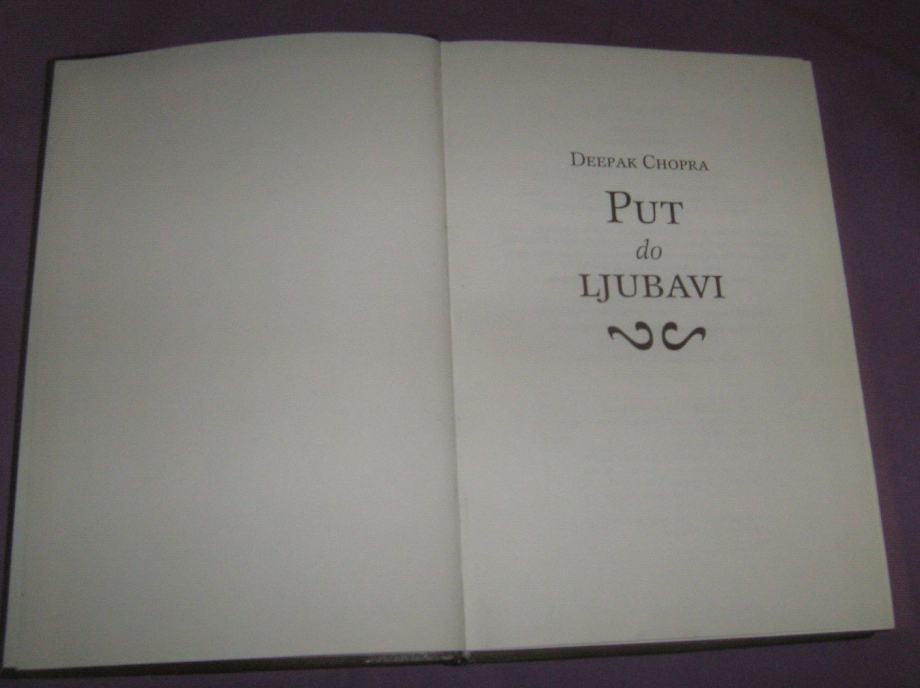 DEEPAK CHOPRA
PUT
do
LJUBAVI